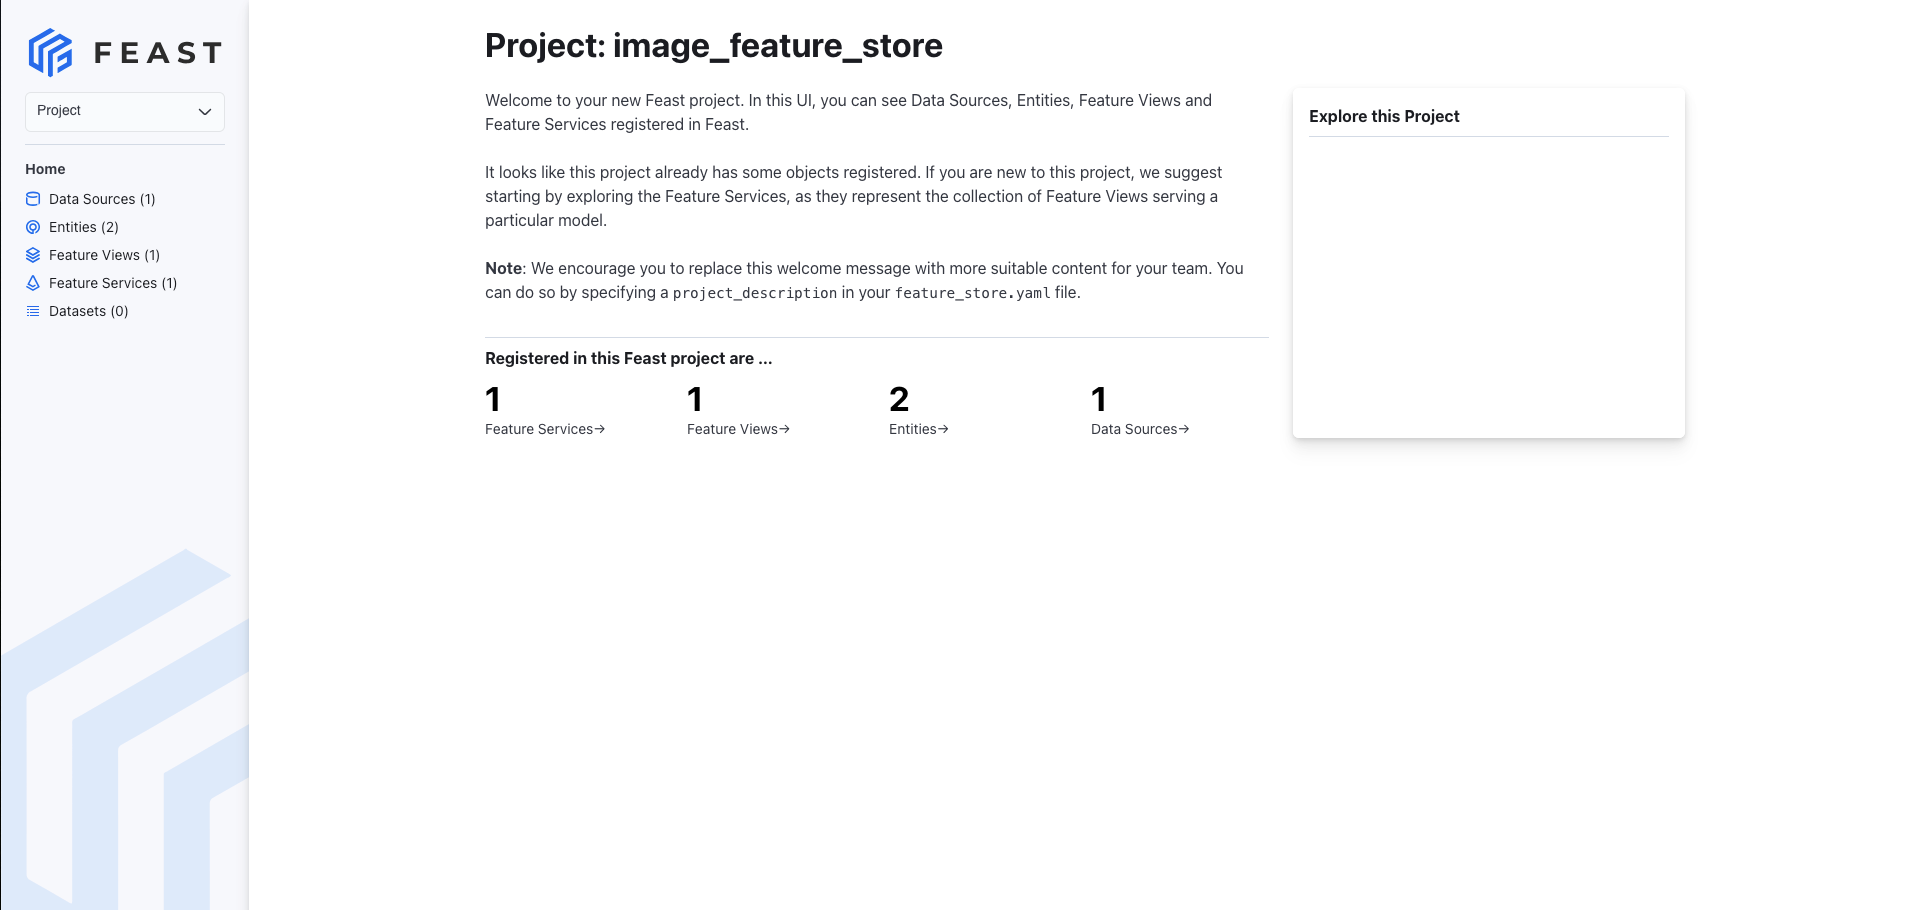 FEAST
Project
Home
Data Sources (1)
Entities (2)
Feature Views (1)
Feature Services (1)
Datasets (0)
Project: image_feature_store
Welcome to your new Feast project. In this UI, you can see Data Sources, Entities, Feature Views and
Feature Services registered in Feast.
It looks like this project already has some objects registered. If you are new to this project, we suggest
starting by exploring the Feature Services, as they represent the collection of Feature Views serving a
particular model.
Note: We encourage you to replace this welcome message with more suitable content for your team. You
can do so by specifying a project_description in your feature_store.yaml file.
Registered in this Feast project are ...
1
Feature Services→
1
Feature Views→
2
Entities→
1
Data Sources→
Explore this Project